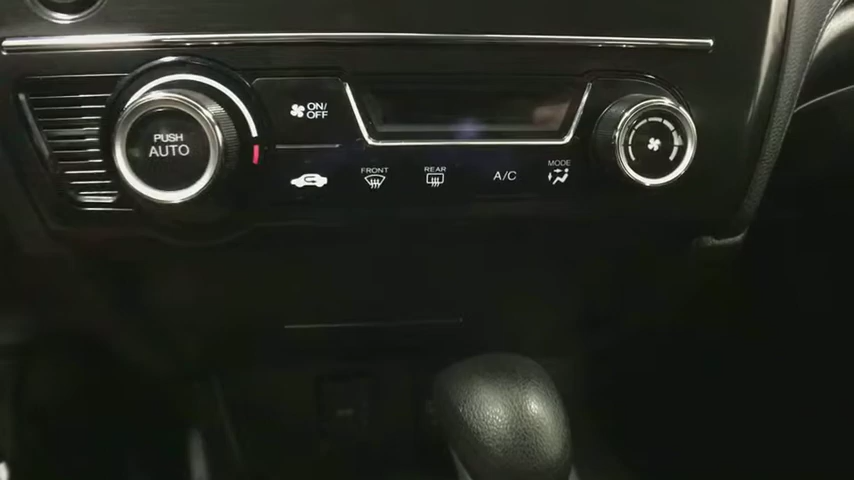 PUSH
AUTO
ON/
OFF
FRONT
REAR
A/C
MODE